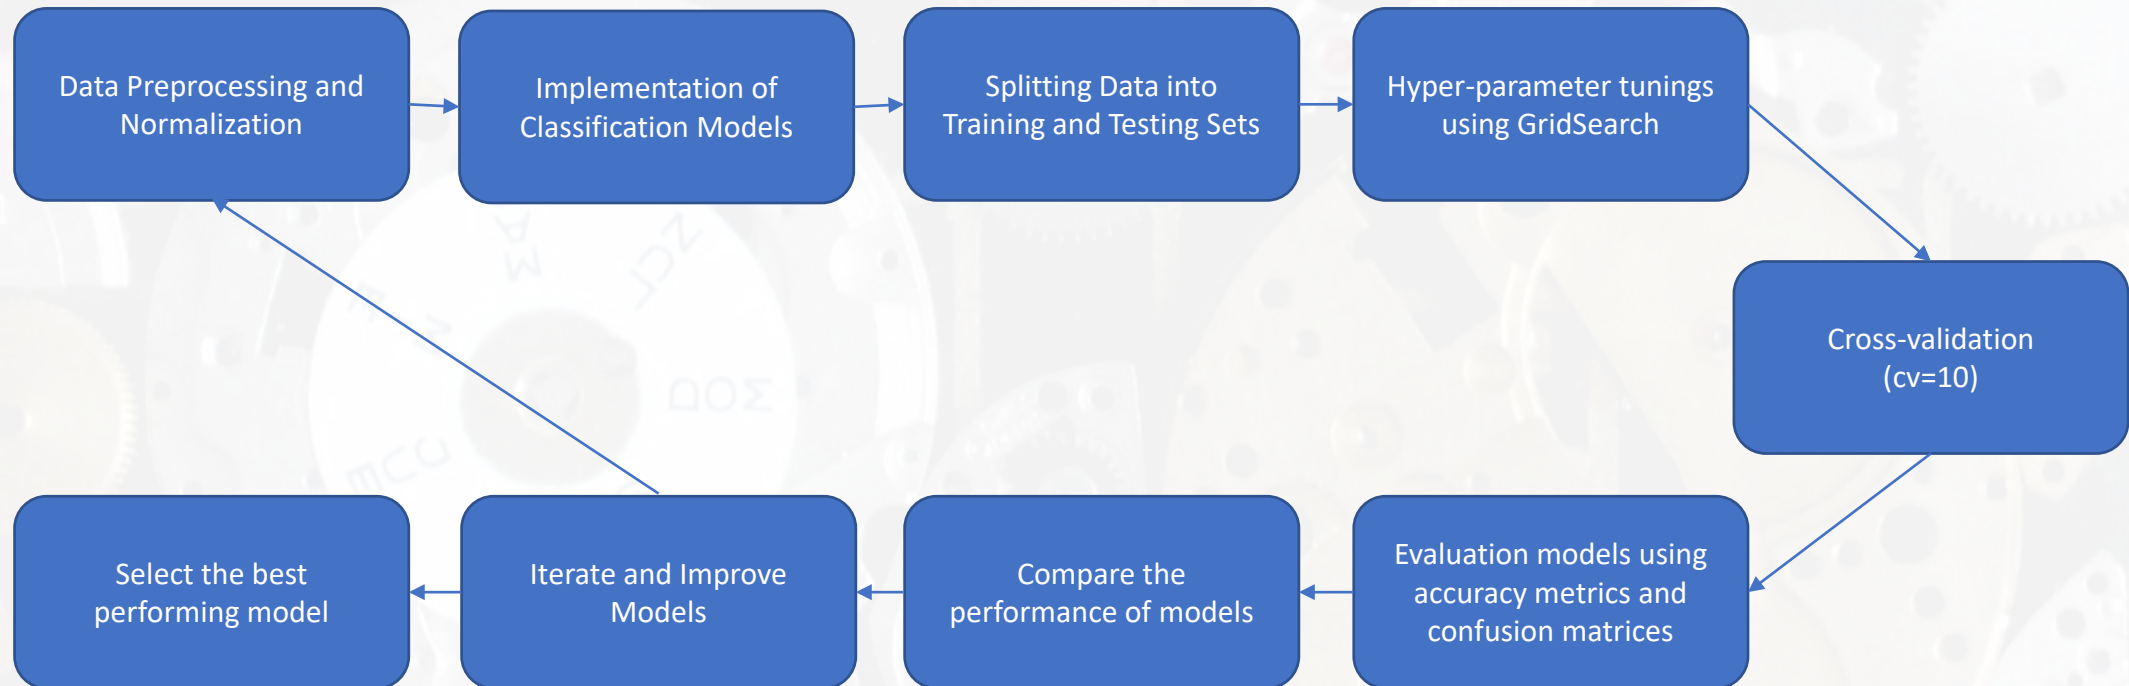 Data Preprocessing and
Normalization
Implementation of
Classification Models
Splitting Data into
Training and Testing Sets
Hyper-parameter tunings
using GridSearch
Cross-validation
(cv=10)
Evaluation models using
accuracy metrics and
confusion matrices
Compare the
performance of models
Iterate and Improve
Models
Select the best
performing model